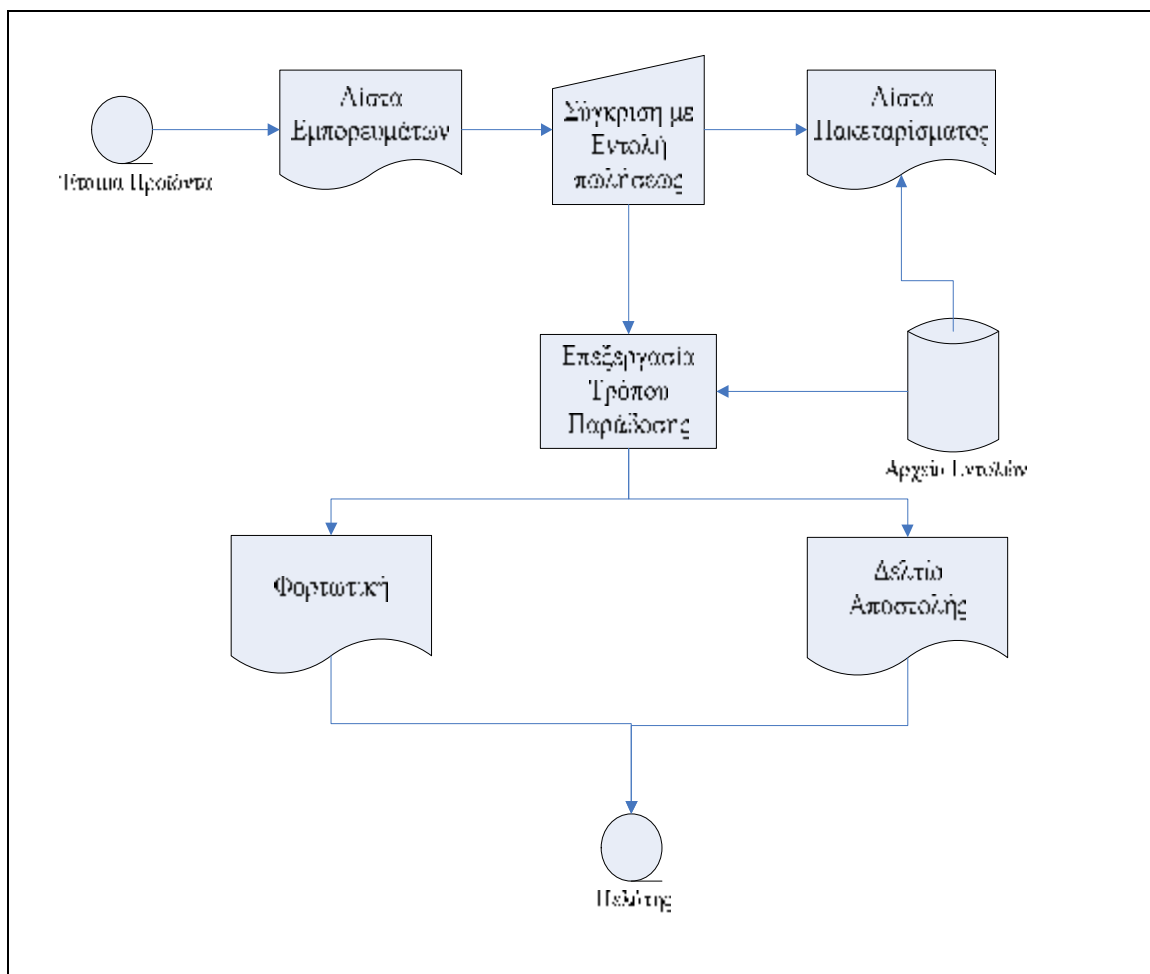 Λίστα
Εμπορευμάτων
Σύγκριση με
Εντολή
πωλήσεως
Λίστα
Πακεταρίσματος
Έτοιμα Προϊόντα
Επεξεργασία
Τρόπου
Παράδοσης
Αρχείο Εντολών
Φορτωτική
Δελτίο
Αποστολής
Πελάτης